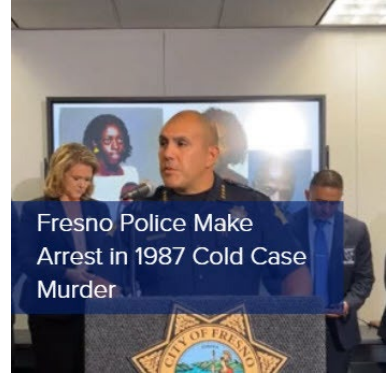 Fresno Police Make
Arrest in 1987 Cold Case
Murder
CITY OF FRESNO